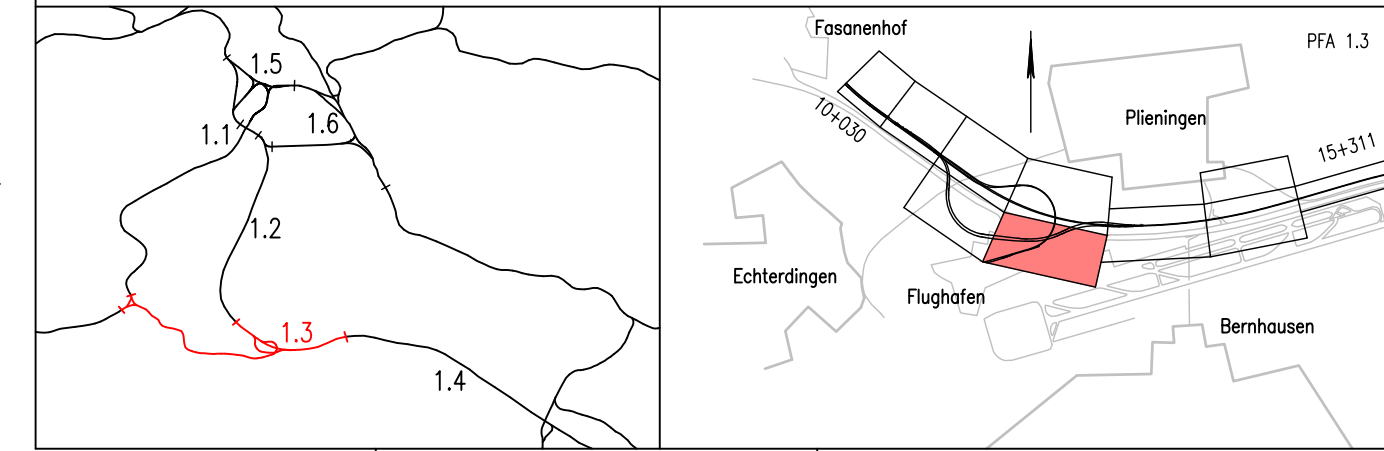 1.5
1.1
1.6
1.2
1.3
1.4
Fasanenhof
PFA 1.3
10+030
Plieningen
15+311
Echterdingen
Flughafen
Bernhausen